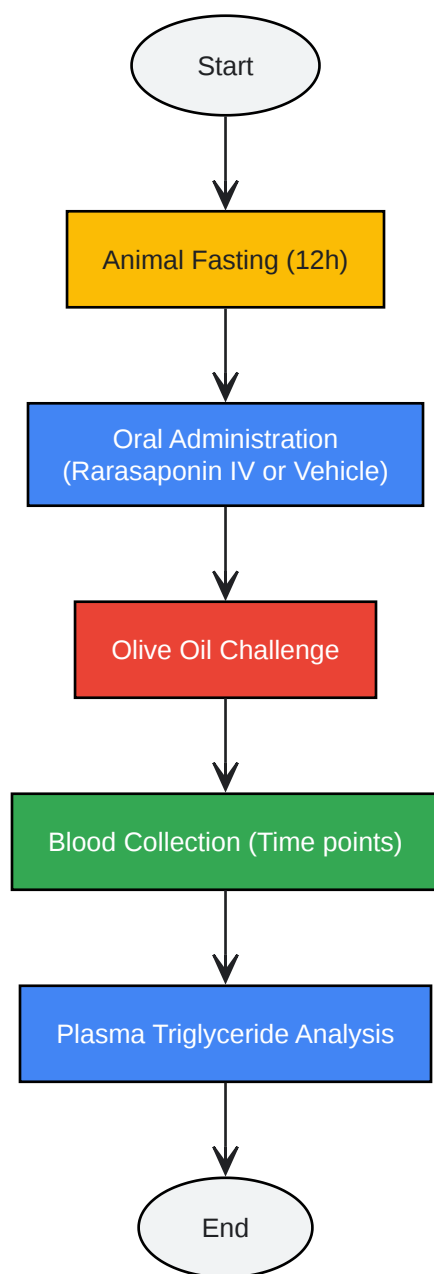 Start
Animal Fasting (12h)
Oral Administration
(Rarasaponin IV or Vehicle)
Olive Oil Challenge
Blood Collection (Time points)
Plasma Triglyceride Analysis
End